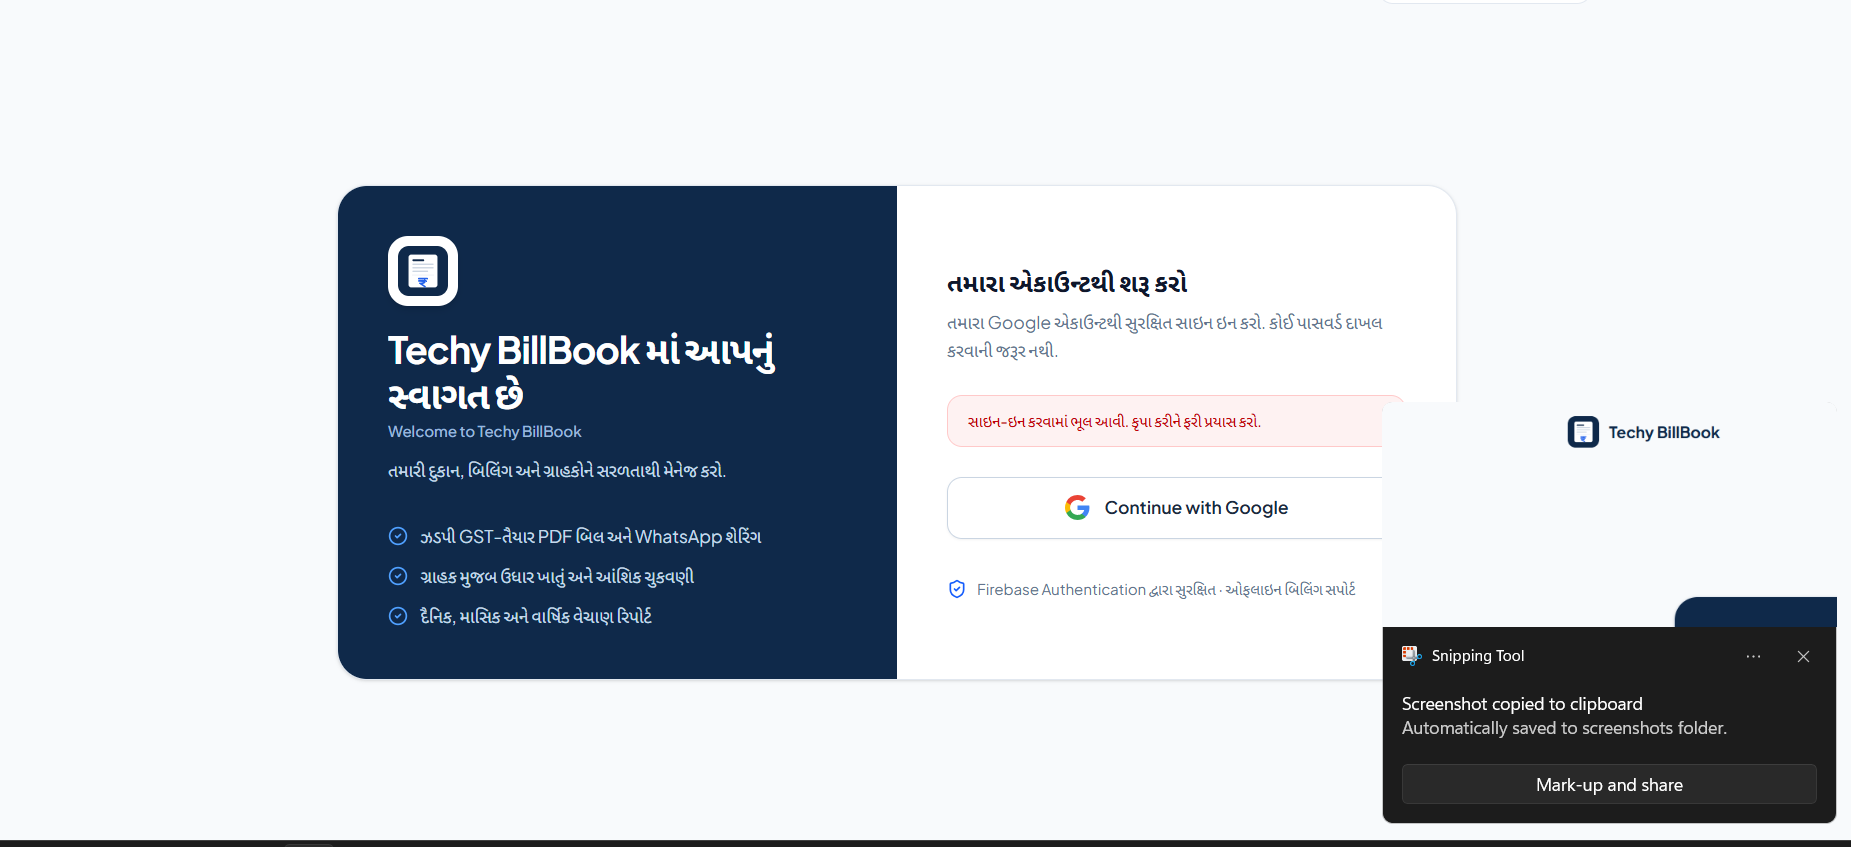 Techy BillBook માં આપનું
સ્વાગત છે
Welcome to Techy BillBook
તમારી દુકાન, બિલિંગ અને ગ્રાહકોને સરળતાથી મેનેજ કરો.
ઝડપી GST-તૈયાર PDF બિલ અને WhatsApp શેરિંગ
ગ્રાહક મુજબ ઉધાર ખાતું અને આંશિક ચુકવણી
દૈનિક, માસિક અને વાર્ષિક વેચાણ રિપોર્ટ
તમારા એકાઉન્ટથી શરૂ કરો
તમારા Google એકાઉન્ટથી સુરક્ષિત સાઇન ઇન કરો. કોઈ પાસવર્ડ દાખલ
કરવાની જરૂર નથી.
સાઇન-ઇન કરવામાં ભૂલ આવી. કૃપા કરીને ફરી પ્રયાસ કરો.
Continue with Google
Firebase Authentication દ્વારા સુરક્ષિત · ઓફલાઇન બિલિંગ સપોર્ટ
Techy BillBook
Snipping Tool
Screenshot copied to clipboard
Automatically saved to screenshots folder.
Mark-up and share